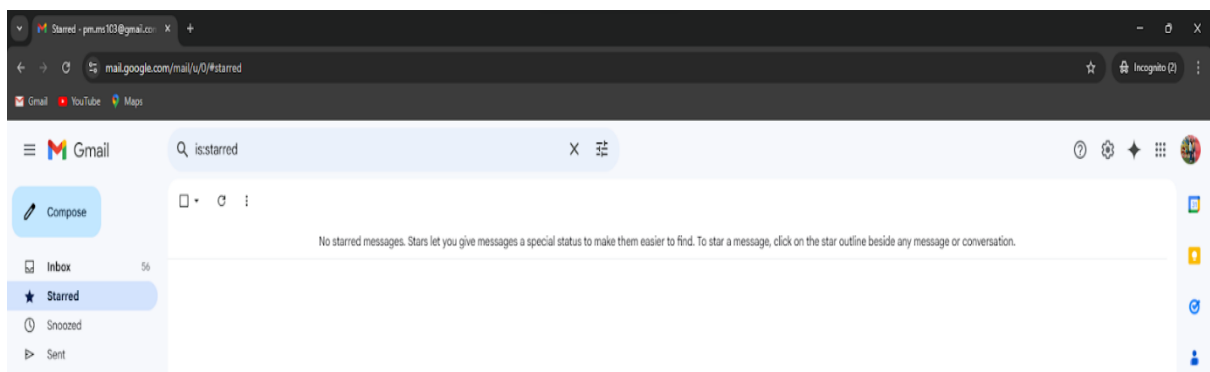 Starred - pm.ms103@gmail.com
mail.google.com/mail/u/0/#starred
Incognito (2)
Gmail YouTube Maps
Gmail
is:starred
Compose
No starred messages. Stars let you give messages a special status to make them easier to find. To star a message, click on the star outline beside any message or conversation.
Inbox 56
Starred
Snoozed
Sent